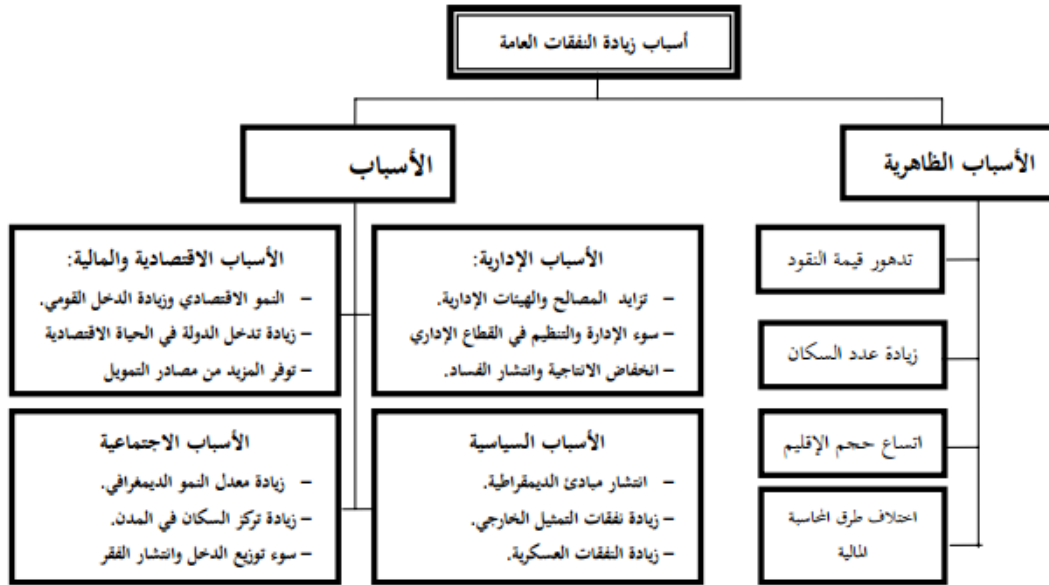 أسباب زيادة النفقات العامة
الأسباب الظاهرية
تدهور قيمة النقود
زيادة عدد السكان
اتساع حجم الإقليم
اختلاف طرق المحاسبة
المالية
الأسباب
الأسباب الإدارية:
– تزايد المصالح والهيئات الإدارية.
– سوء الإدارة والتنظيم في القطاع الإداري
– انخفاض الانتاجية وانتشار الفساد.
الأسباب الاقتصادية والمالية:
– النمو الاقتصادي وزيادة الدخل القومي.
– زيادة تدخل الدولة في الحياة الاقتصادية
– توفر المزيد من مصادر التمويل
الأسباب السياسية
– انتشار مبادئ الديمقراطية.
– زيادة نفقات التمثيل الخارجي.
– زيادة النفقات العسكرية.
الأسباب الاجتماعية
– زيادة معدل النمو الديمغرافي.
– زيادة تركز السكان في المدن.
– سوء توزيع الدخل وانتشار الفقر